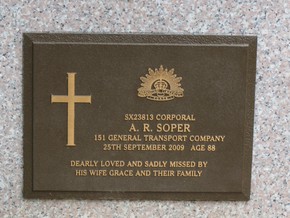 SX23813 CORPORAL
A. R. SOPER
151 GENERAL TRANSPORT COMPANY
25TH SEPTEMBER 2009 AGE 88
DEARLY LOVED AND SADLY MISSED BY
HIS WIFE GRACE AND THEIR FAMILY